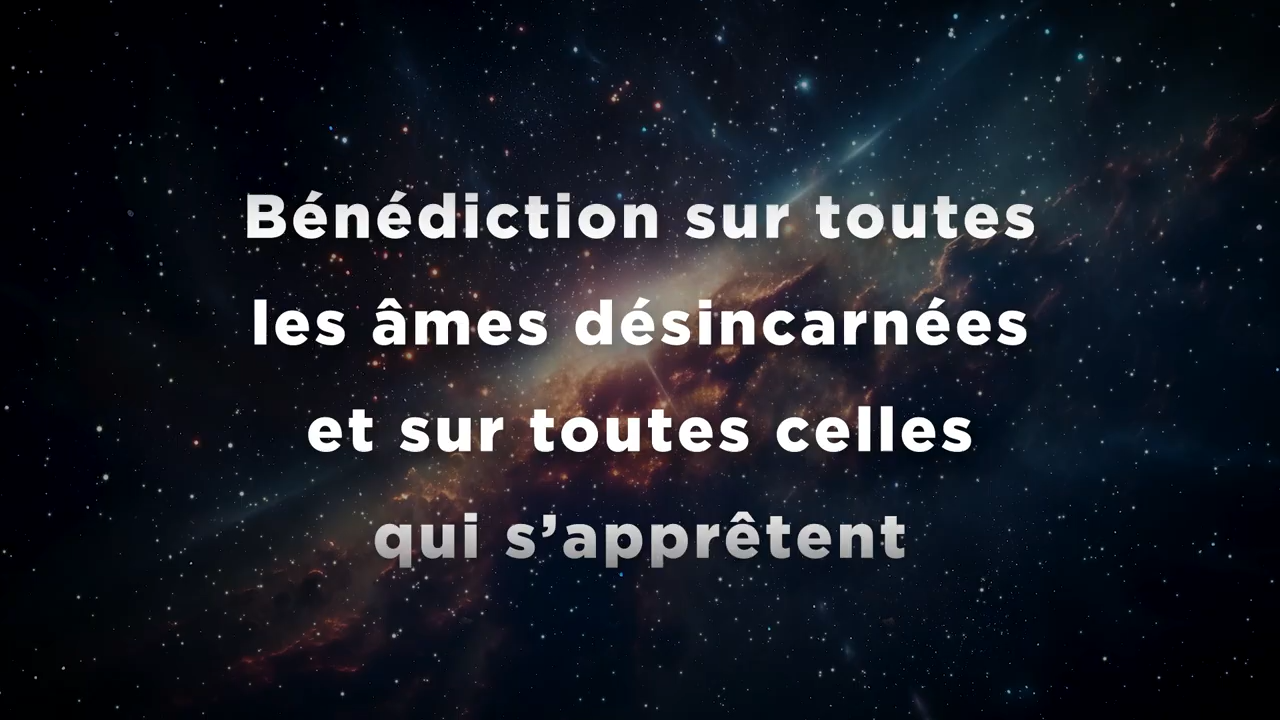 Bénédiction sur toutes
les âmes désincarnées
et sur toutes celles
qui s’apprêtent